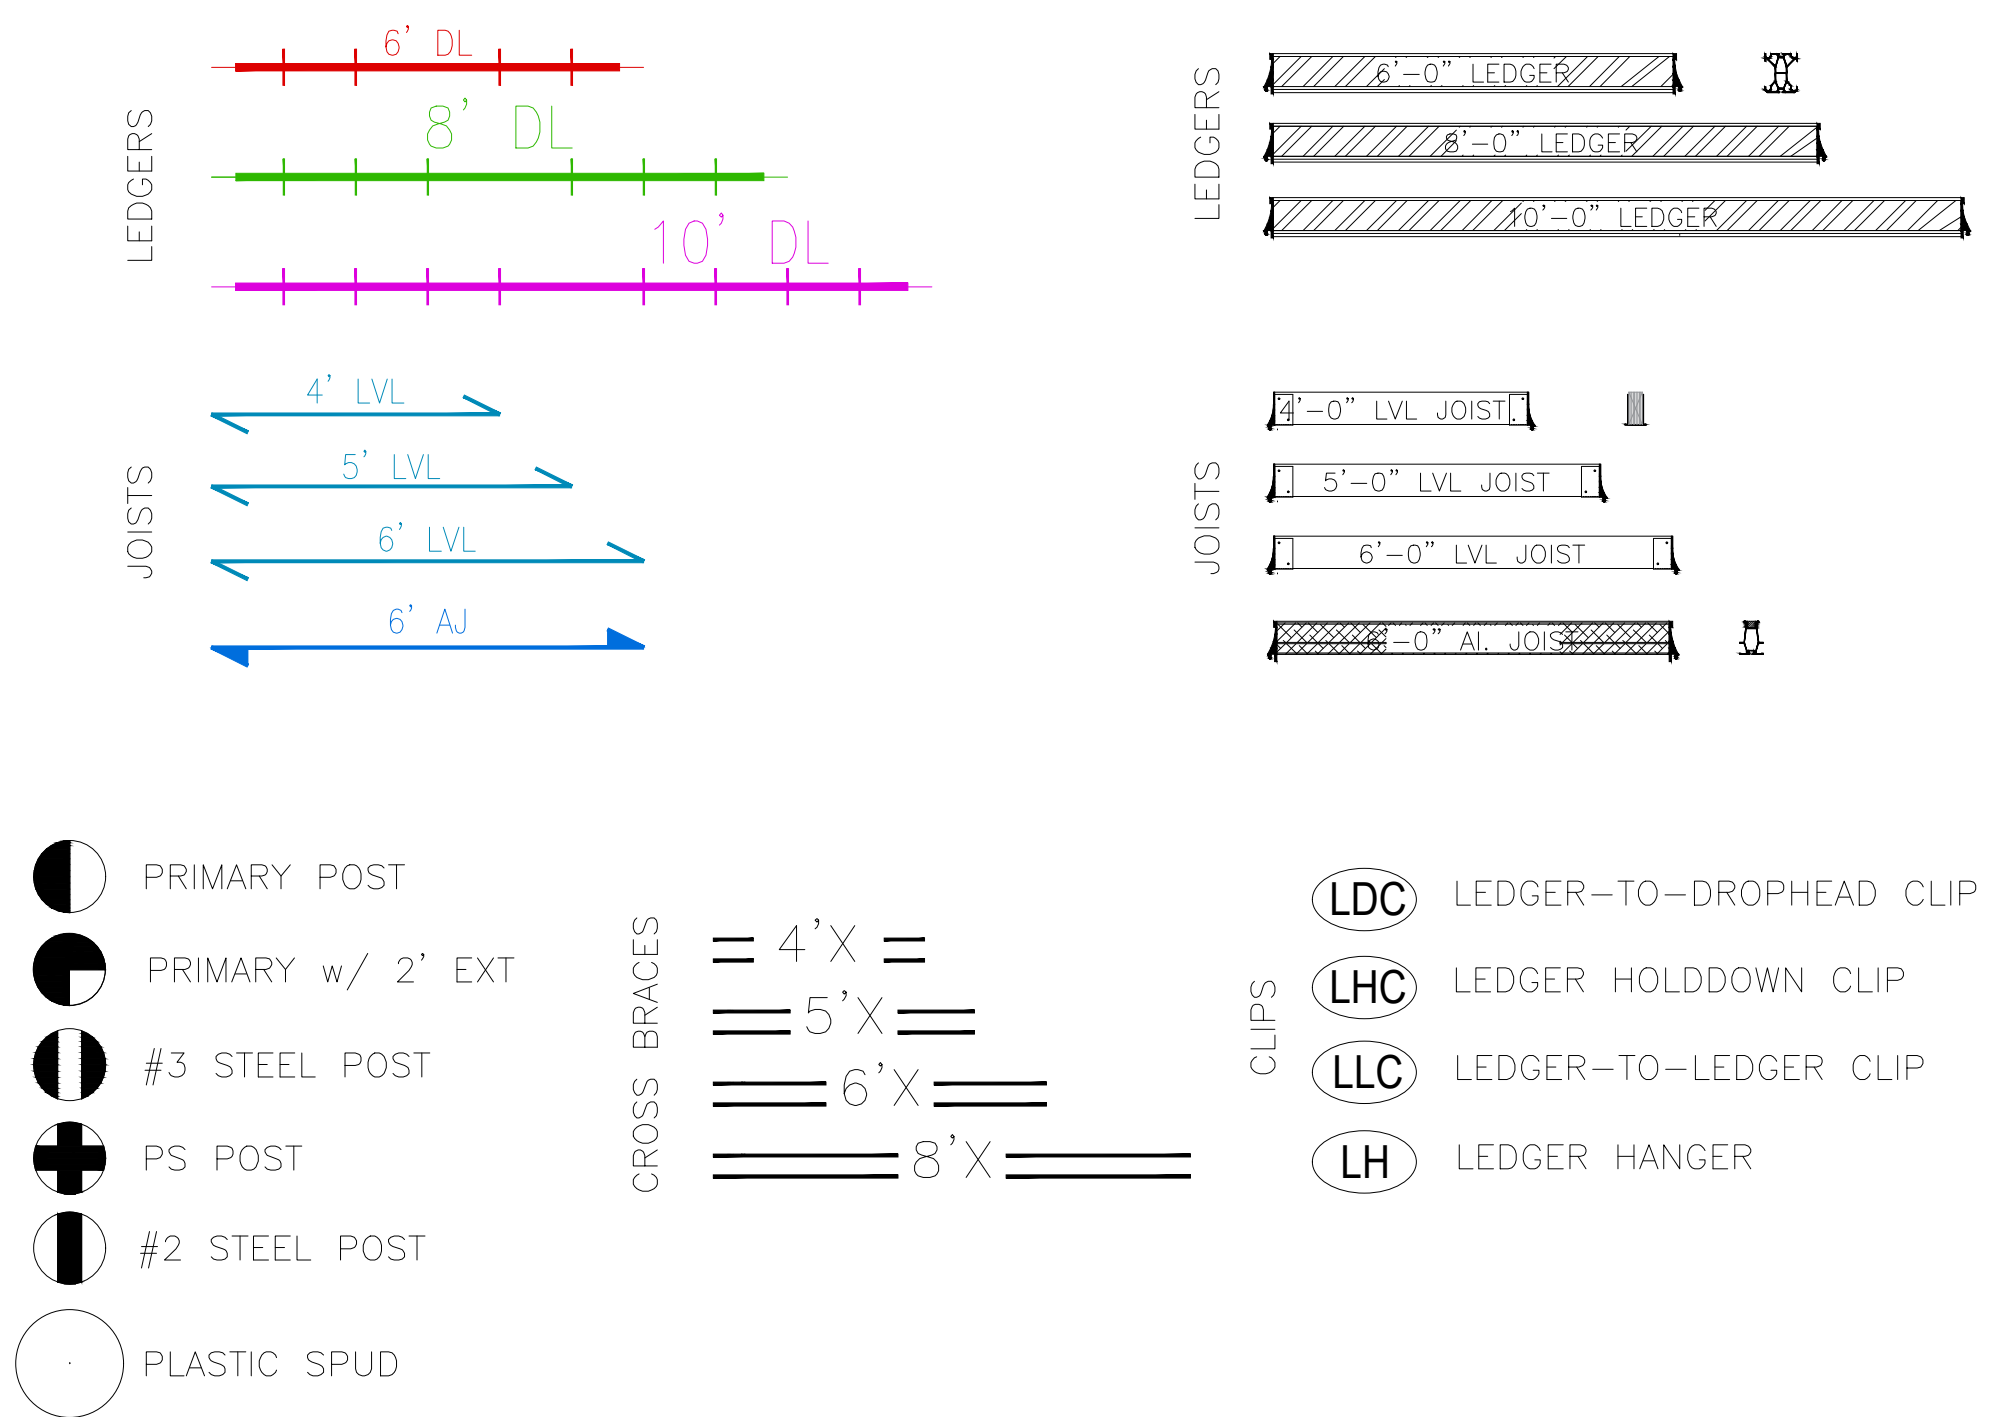 LEDGERS
6' DL
8' DL
10' DL
JOISTS
4' LVL
5' LVL
6' LVL
6' AJ
LEDGERS
6'-0" LEDGER
8'-0" LEDGER
10'-0" LEDGER
JOISTS
4'-0" LVL JOIST
5'-0" LVL JOIST
6'-0" LVL JOIST
6'-0" Al. JOIST
PRIMARY POST
PRIMARY w/ 2' EXT
#3 STEEL POST
PS POST
#2 STEEL POST
PLASTIC SPUD
CROSS BRACES
4'X
5'X
6'X
8'X
CLIPS
LDC LEDGER-TO-DROPHEAD CLIP
LHC LEDGER HOLDDOWN CLIP
LLC LEDGER-TO-LEDGER CLIP
LH LEDGER HANGER